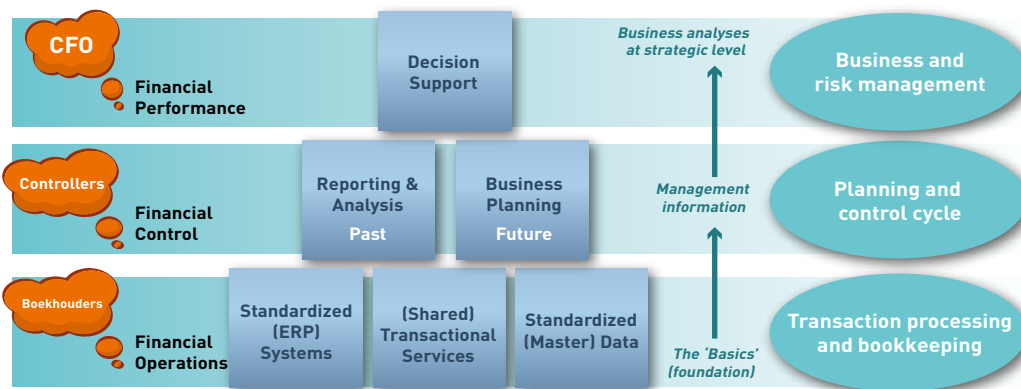 CFO
Financial
Performance
Decision
Support
Business analyses
at strategic level
Business and
risk management
Controllers
Financial
Control
Reporting &
Analysis
Past
Business
Planning
Future
Management
information
Planning and
control cycle
Boekhouders
Financial
Operations
Standardized
(ERP)
Systems
(Shared)
Transactional
Services
Standardized
(Master) Data
The ‘Basics’
(foundation)
Transaction processing
and bookkeeping